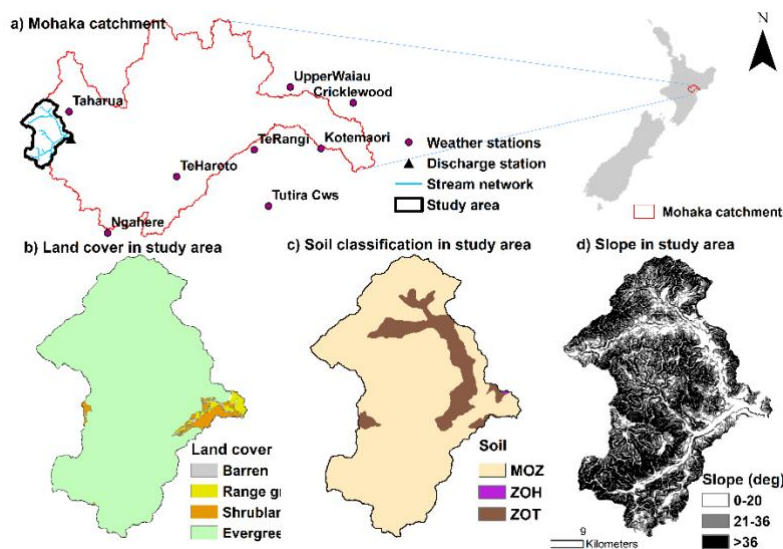 a) Mohaka catchment
N
UpperWaiau
Cricklewood
Taharua
TeRangi
Kotemaori
TeHaroto
Tutira Cws
Ngahere
Weather stations
Discharge station
Stream network
Study area
Mohaka catchment
b) Land cover in study area
c) Soil classification in study area
d) Slope in study area
Land cover
Barren
Range gr
Shrublar
Evergree
Soil
MOZ
ZOH
ZOT
Slope (deg)
0-20
21-36
>36
9
Kilometers